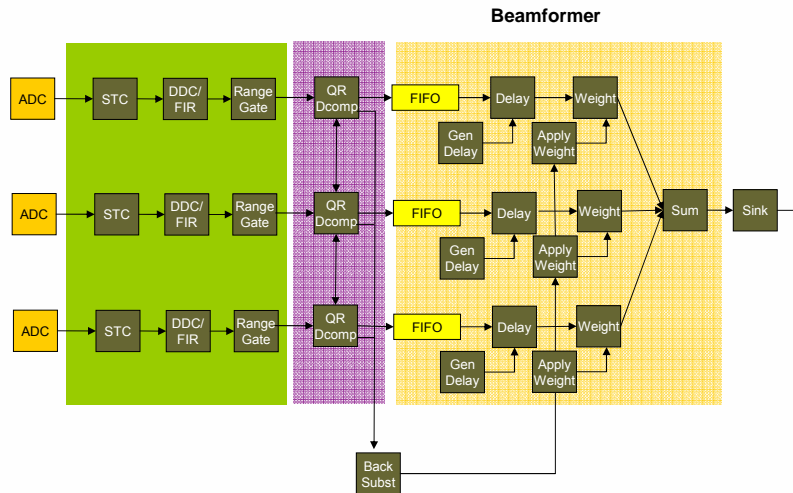 Beamformer
ADC
STC
DDC/
FIR
Range
Gate
QR
Dcomp
FIFO
Delay
Weight
Gen
Delay
Apply
Weight
ADC
STC
DDC/
FIR
Range
Gate
QR
Dcomp
FIFO
Delay
Weight
Sum
Sink
Gen
Delay
Apply
Weight
ADC
STC
DDC/
FIR
Range
Gate
QR
Dcomp
FIFO
Delay
Weight
Gen
Delay
Apply
Weight
Back
Subst